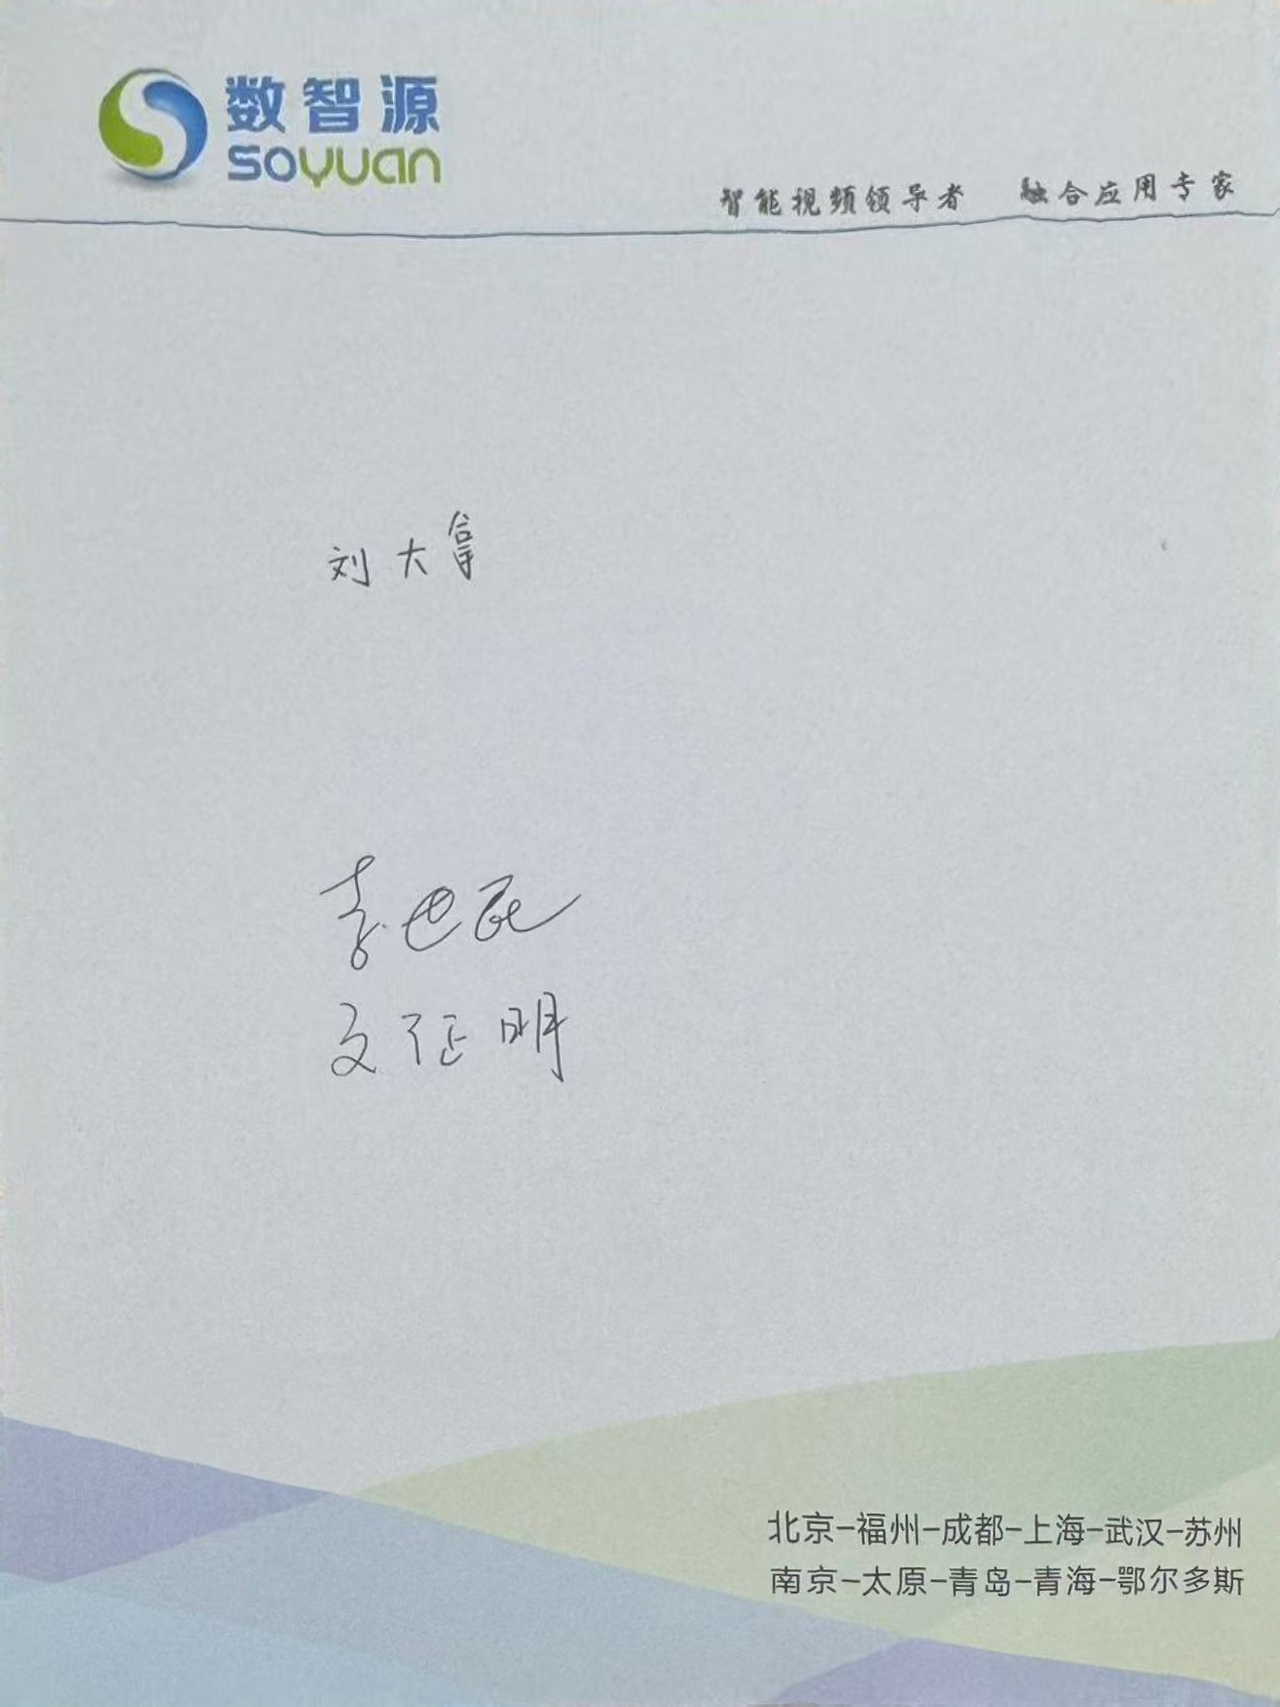 数智源
soyuan
智能视频领导者 融合应用专家
刘大拿
李世民
文征明
北京-福州-成都-上海-武汉-苏州
南京-太原-青岛-青海-鄂尔多斯